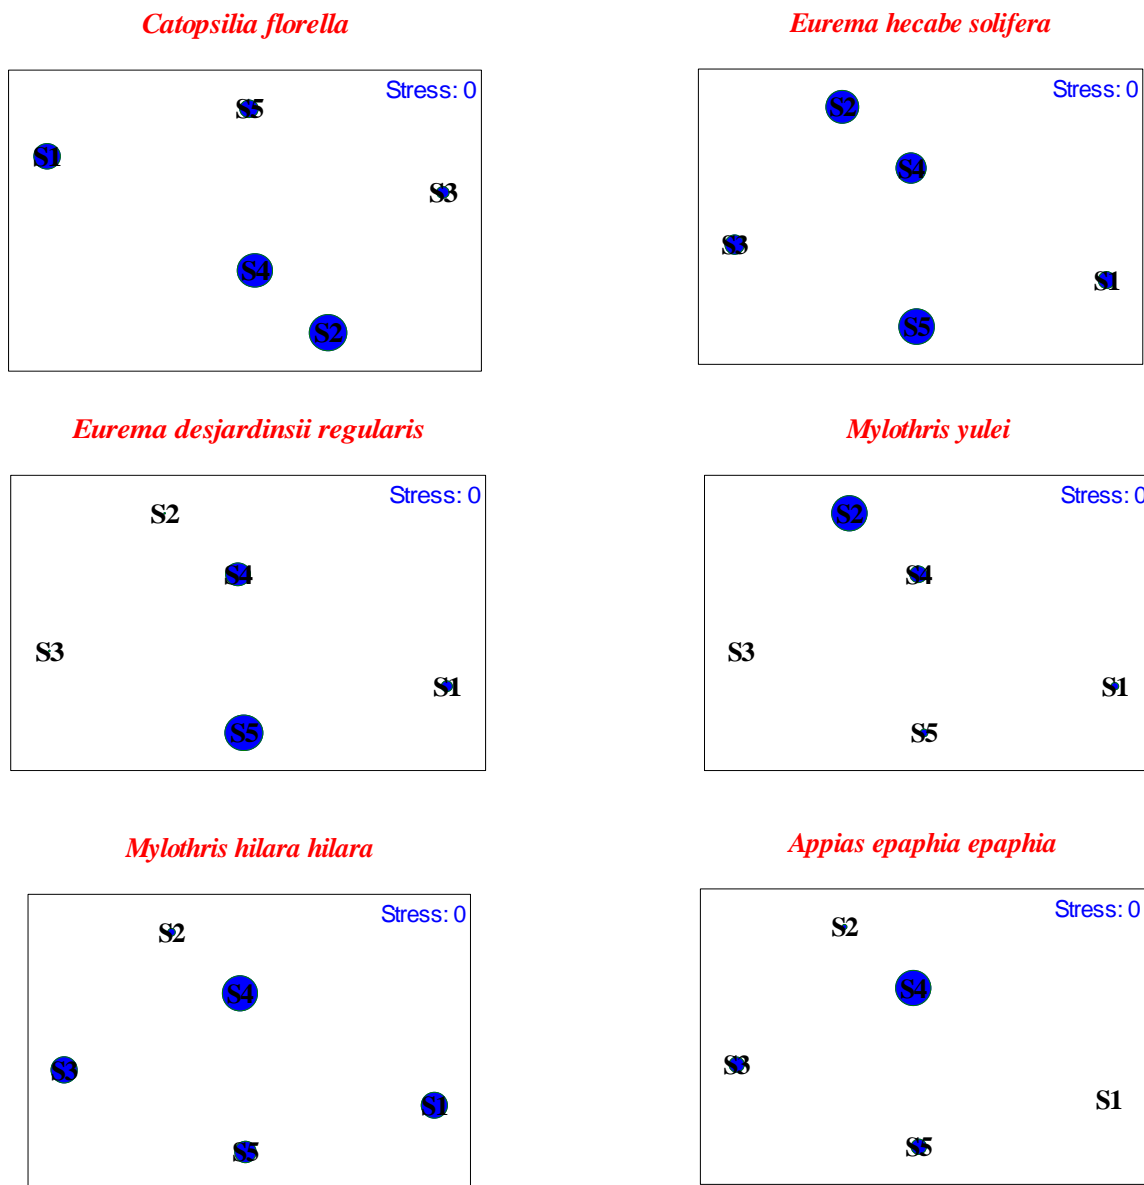 Catopsilia florella
Stress: 0
S5
S1
S3
S4
S2
Eurema hecabe solifera
Stress: 0
S2
S4
S3
S1
S5
Eurema desjardinsii regularis
Stress: 0
S2
S4
S3
S1
S5
Mylothris yulei
Stress: 0
S2
S4
S3
S1
S5
Mylothris hilara hilara
Stress: 0
S2
S4
S3
S1
S5
Appias epaphia epaphia
Stress: 0
S2
S4
S3
S1
S5